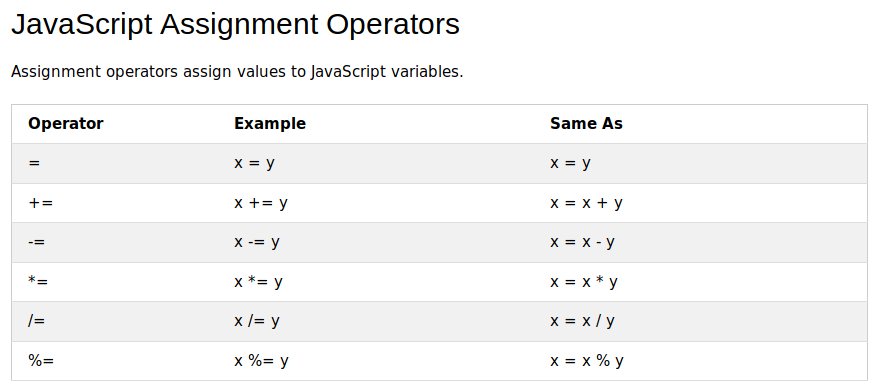 JavaScript Assignment Operators
Assignment operators assign values to JavaScript variables.
Operator Example Same As
= x = y x = y
+= x += y x = x + y
-= x -= y x = x - y
*= x *= y x = x * y
/= x /= y x = x / y
%= x %= y x = x % y